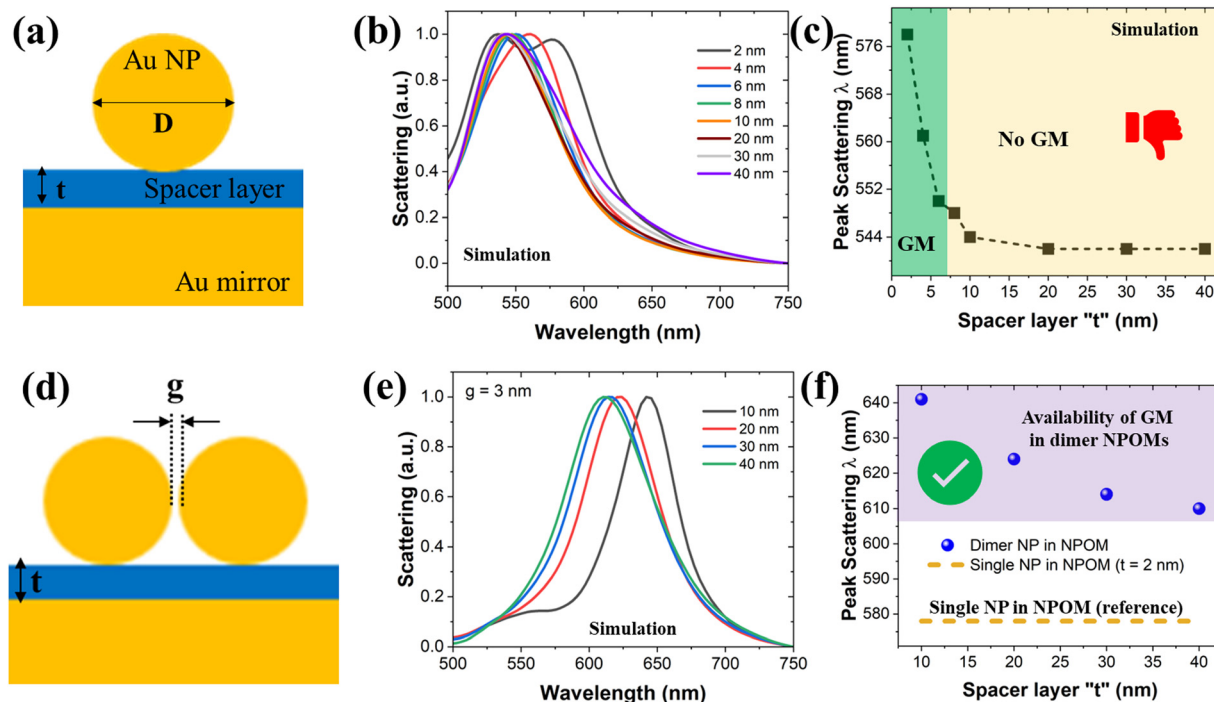 (a)
Au NP
D
t
Spacer layer
Au mirror
(b)
Scattering (a.u.)
1.0
0.8
0.6
0.4
0.2
0.0
2 nm
4 nm
6 nm
8 nm
10 nm
20 nm
30 nm
40 nm
Simulation
500
550
600
650
700
750
Wavelength (nm)
(c)
Peak Scattering λ (nm)
576
568
560
552
544
Simulation
No GM
GM
0
5
10
15
20
25
30
35
40
Spacer layer "t" (nm)
(d)
g
t
(e)
Scattering (a.u.)
1.0
0.8
0.6
0.4
0.2
0.0
g = 3 nm
10 nm
20 nm
30 nm
40 nm
Simulation
500
550
600
650
700
750
Wavelength (nm)
(f)
Peak Scattering λ (nm)
640
630
620
610
600
590
580
Availability of GM
in dimer NPOMs
Dimer NP in NPOM
Single NP in NPOM (t = 2 nm)
Single NP in NPOM (reference)
10
20
30
40
Spacer layer "t" (nm)